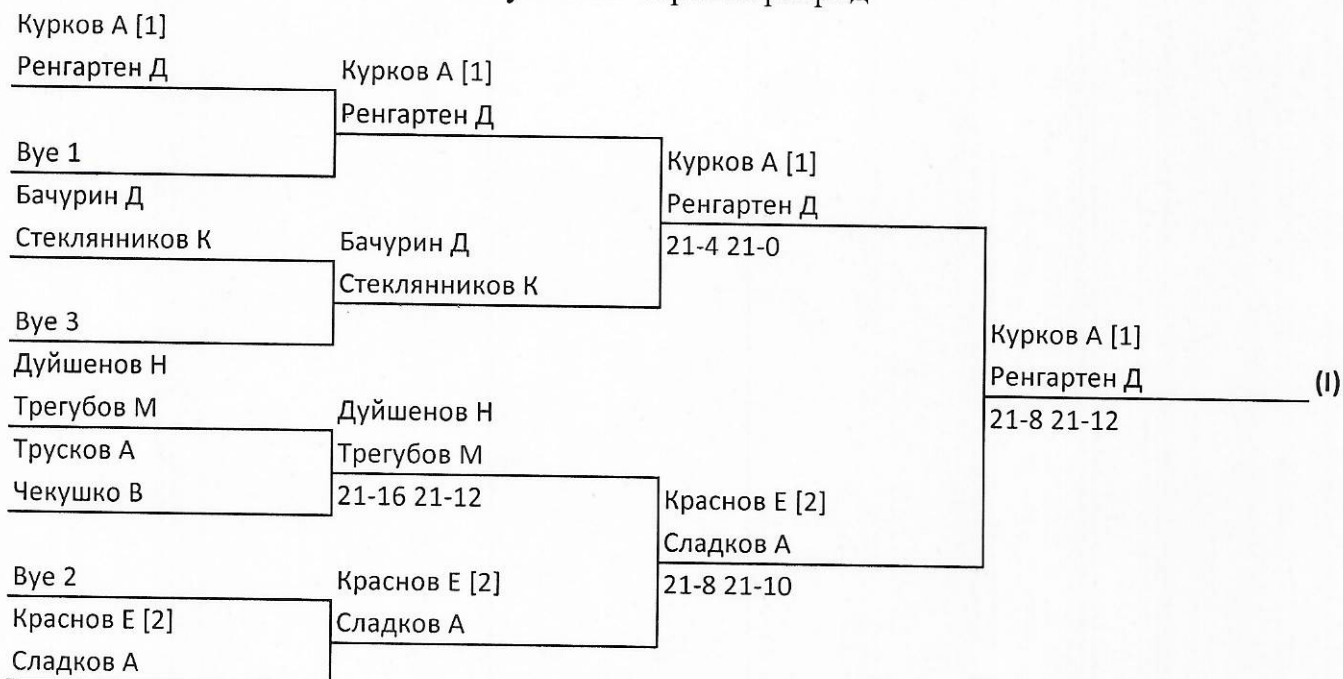 Курков А [1]
Ренгартен Д
Bye 1
Бачурин Д
Стеклянников К
Bye 3
Дуйшенов Н
Трегубов М
Трусков А
Чекушко В
Bye 2
Краснов Е [2]
Сладков А
Курков А [1]
Ренгартен Д
Бачурин Д
Стеклянников К
Дуйшенов Н
Трегубов М
21-16 21-12
Краснов Е [2]
Сладков А
Курков А [1]
Ренгартен Д
21-4 21-0
Краснов Е [2]
Сладков А
21-8 21-10
Курков А [1]
Ренгартен Д
21-8 21-12
(I)